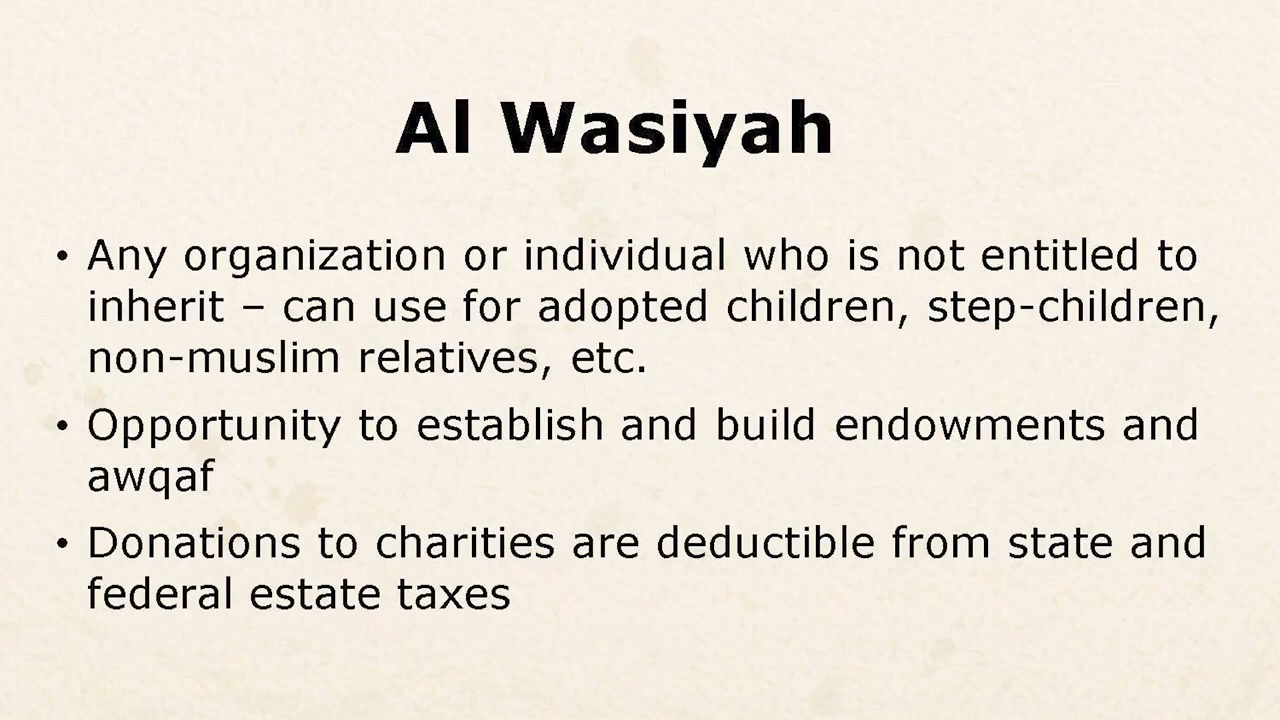 Al Wasiyah
• Any organization or individual who is not entitled to
inherit – can use for adopted children, step-children,
non-muslim relatives, etc.
• Opportunity to establish and build endowments and
awqaf
• Donations to charities are deductible from state and
federal estate taxes